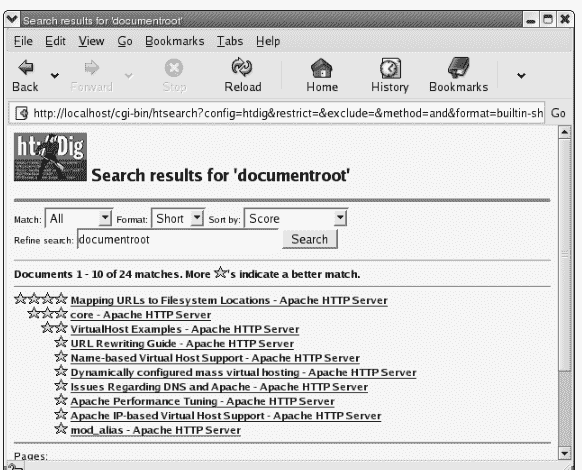 Search results for 'documentroot'
File Edit View Go Bookmarks Tabs Help
Back Forward Stop Reload Home History Bookmarks
http://localhost/cgi-bin/htsearch?config=htdig&restrict=&exclude=&method=and&format=builtin-sh Go
ht://Dig Search results for 'documentroot'
Match: All Format: Short Sort by: Score
Refine search: documentroot Search
Documents 1 - 10 of 24 matches. More ☆'s indicate a better match.
☆☆☆☆ Mapping URLs to Filesystem Locations - Apache HTTP Server
☆☆☆ core - Apache HTTP Server
☆☆ VirtualHost Examples - Apache HTTP Server
☆ URL Rewriting Guide - Apache HTTP Server
☆ Name-based Virtual Host Support - Apache HTTP Server
☆ Dynamically configured mass virtual hosting - Apache HTTP Server
☆ Issues Regarding DNS and Apache - Apache HTTP Server
☆ Apache Performance Tuning - Apache HTTP Server
☆ Apache IP-based Virtual Host Support - Apache HTTP Server
☆ mod_alias - Apache HTTP Server
Pages: